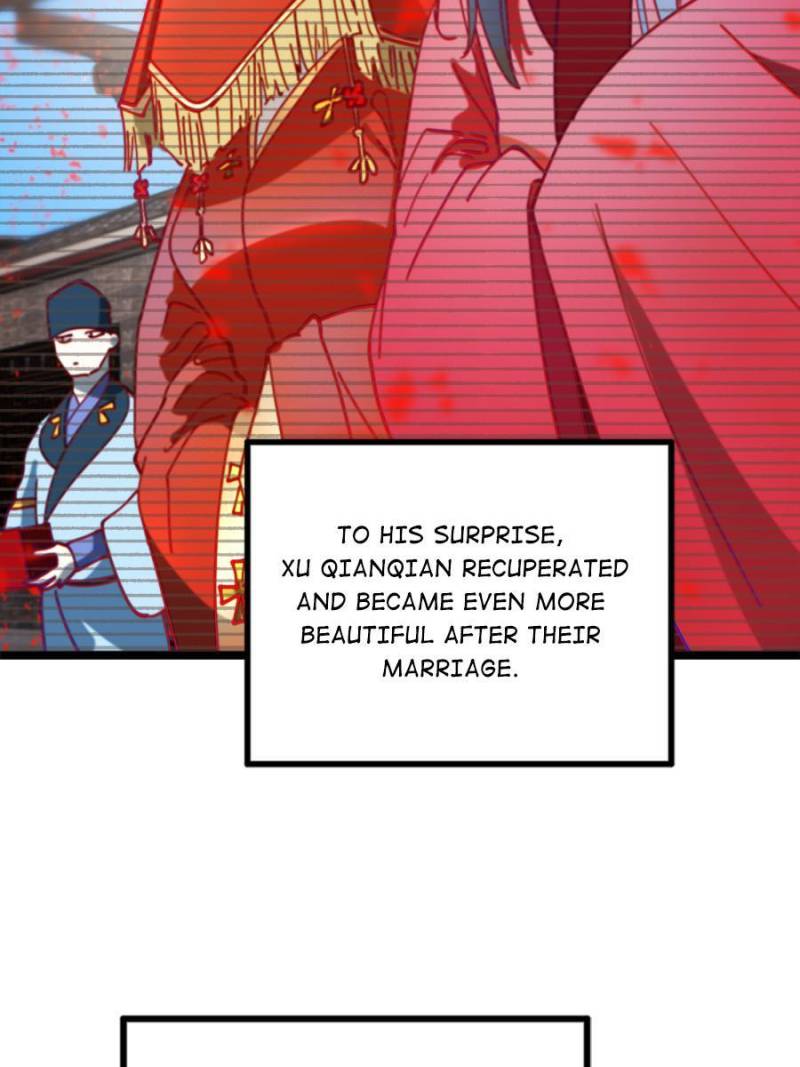 TO HIS SURPRISE,
XU QIANQIAN RECUPERATED
AND BECAME EVEN MORE
BEAUTIFUL AFTER THEIR
MARRIAGE.